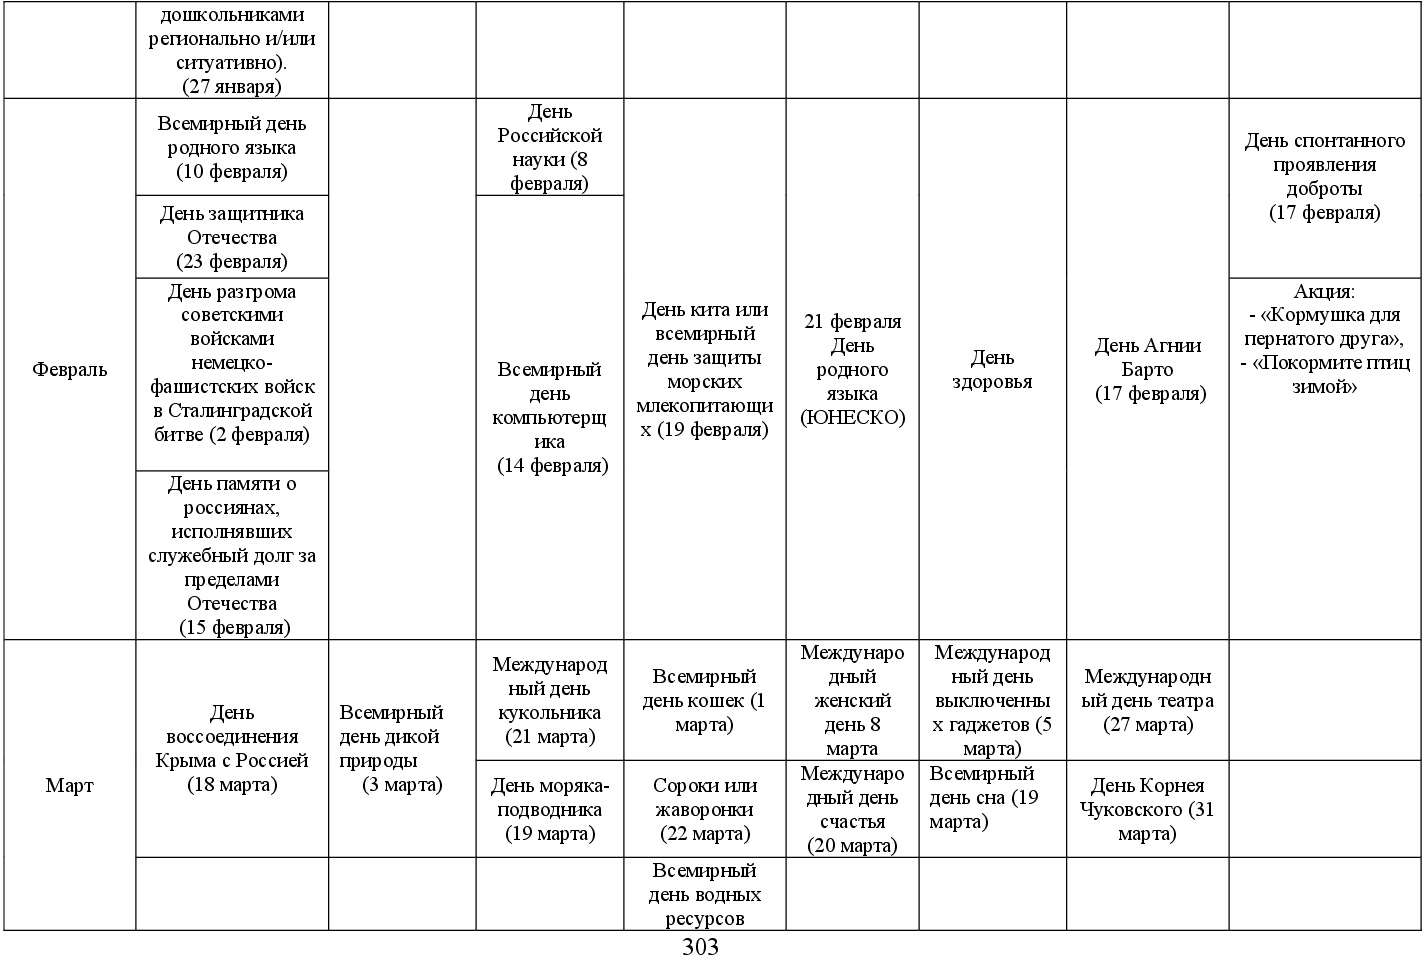 дошкольниками
регионально и/или
ситуативно).
(27 января)
Февраль
Всемирный день
родного языка
(10 февраля)
День защитника
Отечества
(23 февраля)
День разгрома
советскими
войсками
немецко-
фашистских войск
в Сталинградской
битве (2 февраля)
День памяти о
россиянах,
исполнявших
служебный долг за
пределами
Отечества
(15 февраля)
День
Российской
науки (8
февраля)
Всемирный
день
компьютерщ
ика
(14 февраля)
День кита или
всемирный
день защиты
морских
млекопитающи
х (19 февраля)
21 февраля
День
родного
языка
(ЮНЕСКО)
День
здоровья
День Агнии
Барто
(17 февраля)
День спонтанного
проявления
доброты
(17 февраля)
Акция:
- «Кормушка для
пернатого друга»,
- «Покормите птиц
зимой»
Март
День
воссоединения
Крыма с Россией
(18 марта)
Всемирный
день дикой
природы
(3 марта)
Международ
ный день
кукольника
(21 марта)
Всемирный
день кошек (1
марта)
Междунаро
дный
женский
день 8
марта
Международ
ный день
выключенны
х гаджетов (5
марта)
Международн
ый день театра
(27 марта)
День моряка-
подводника
(19 марта)
Сороки или
жаворонки
(22 марта)
Междунаро
дный день
счастья
(20 марта)
Всемирный
день сна (19
марта)
День Корнея
Чуковского (31
марта)
Всемирный
день водных
ресурсов
303